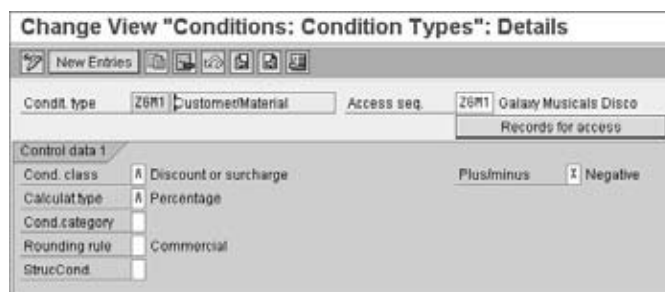 Change View "Conditions: Condition Types": Details
New Entries
Condit. type Z6M1 Customer/Material Access seq. Z6M1 Galaxy Musicals Disco
Records for access
Control data 1
Cond. class A Discount or surcharge Plus/minus X Negative
Calculat.type A Percentage
Cond.category
Rounding rule Commercial
StrucCond.